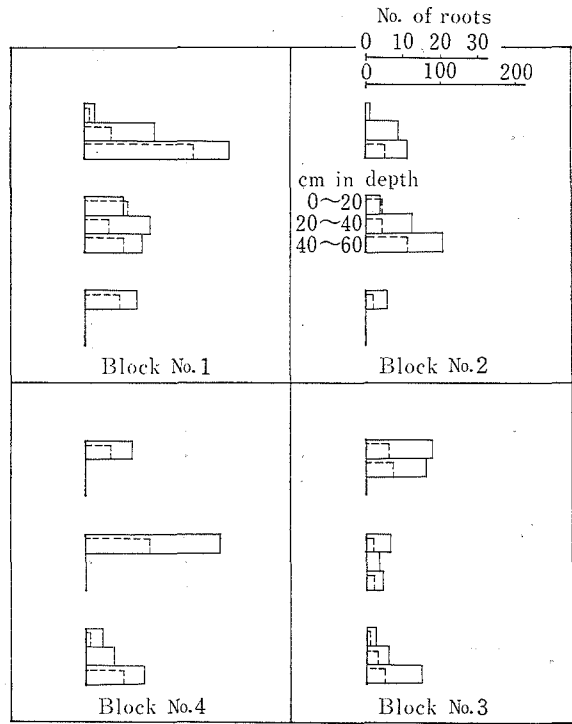 No. of roots
0 10 20 30
0 100 200
cm in depth
0~20
20~40
40~60
Block No.1
Block No.2
Block No.4
Block No.3